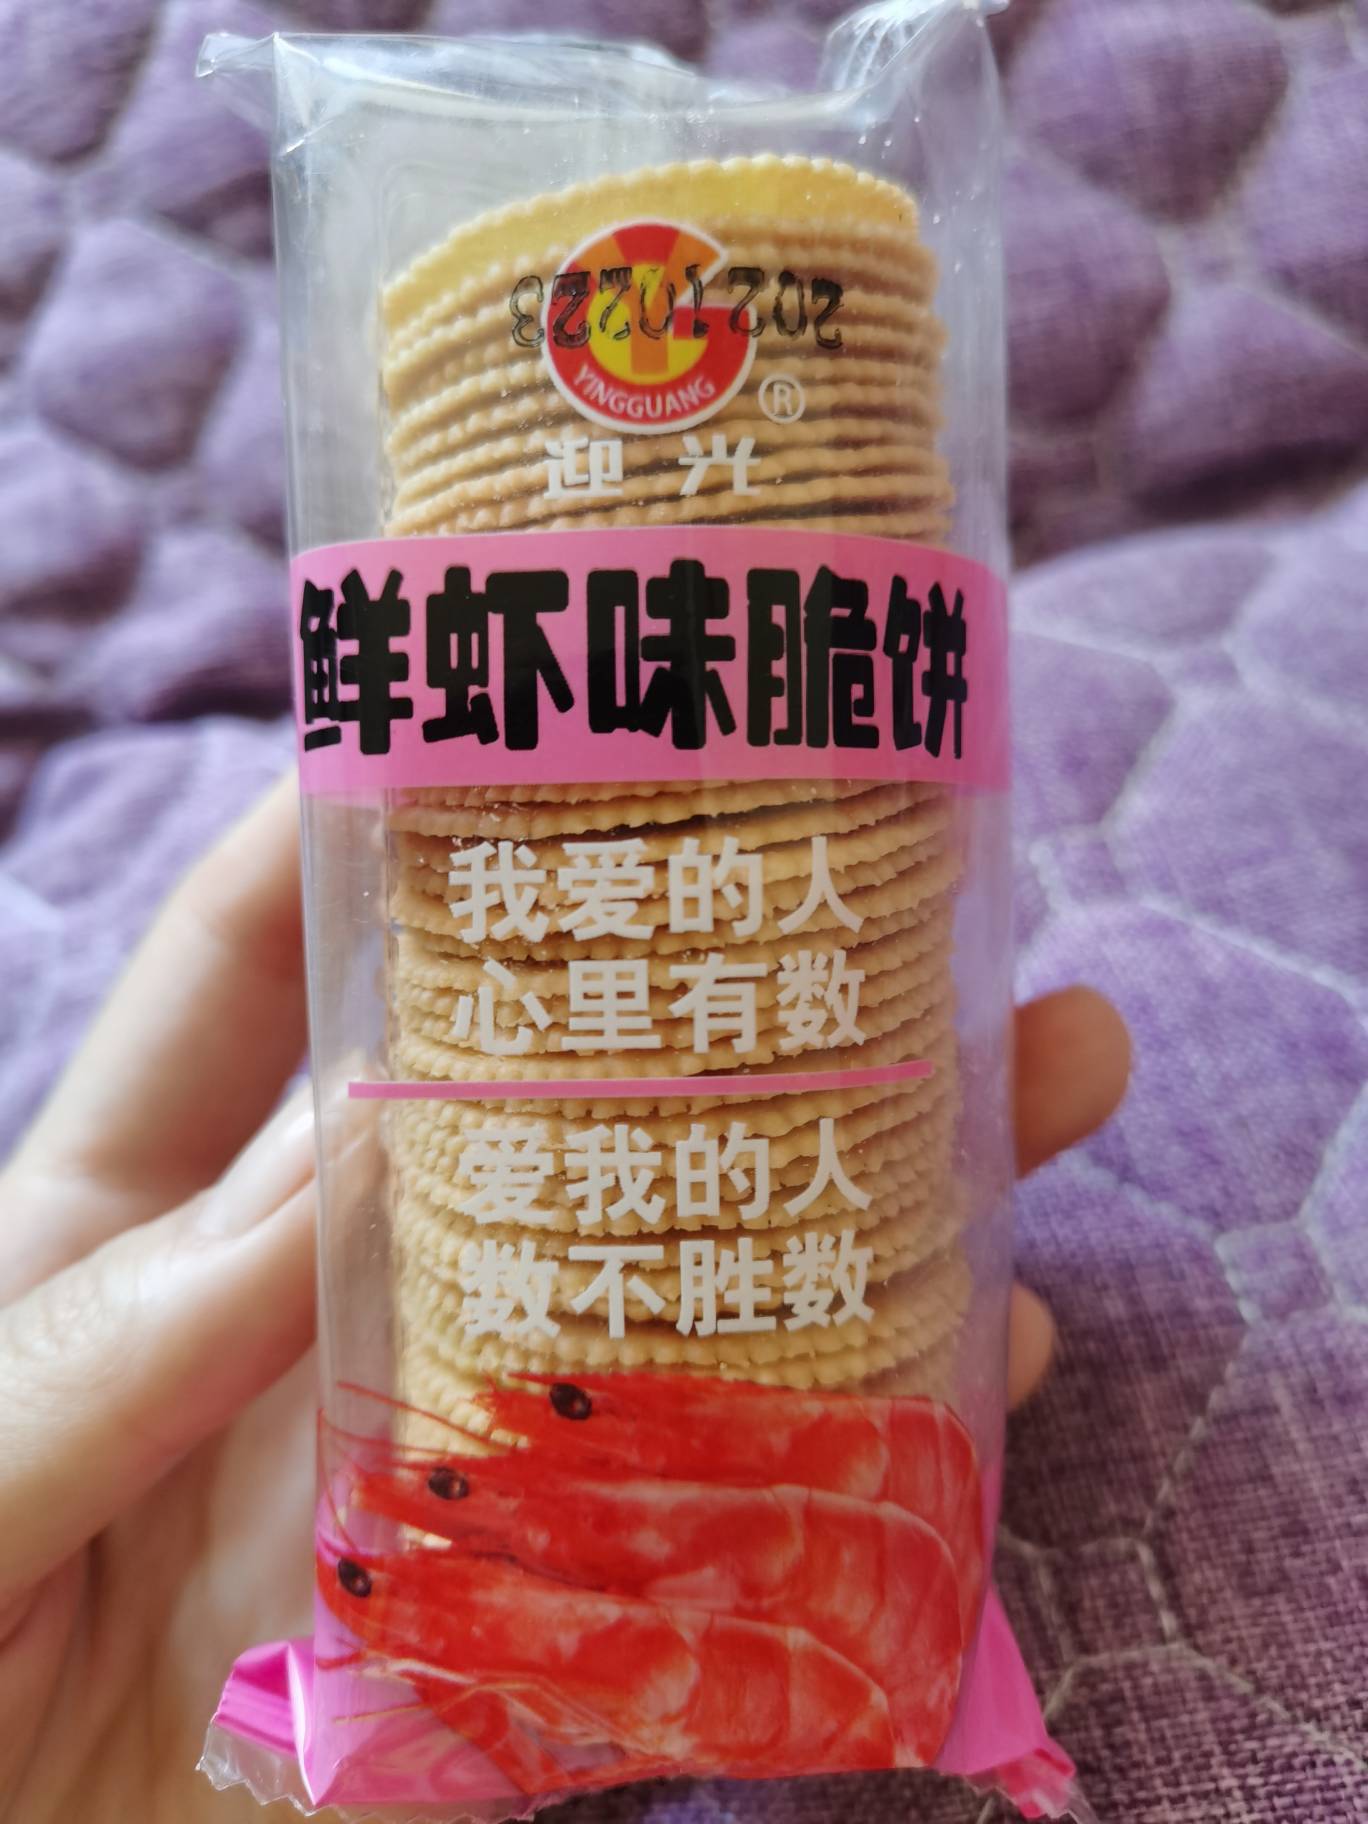 20210223
YINGGUANG
®
迎光
鲜虾味脆饼
我爱的人
心里有数
爱我的人
数不胜数